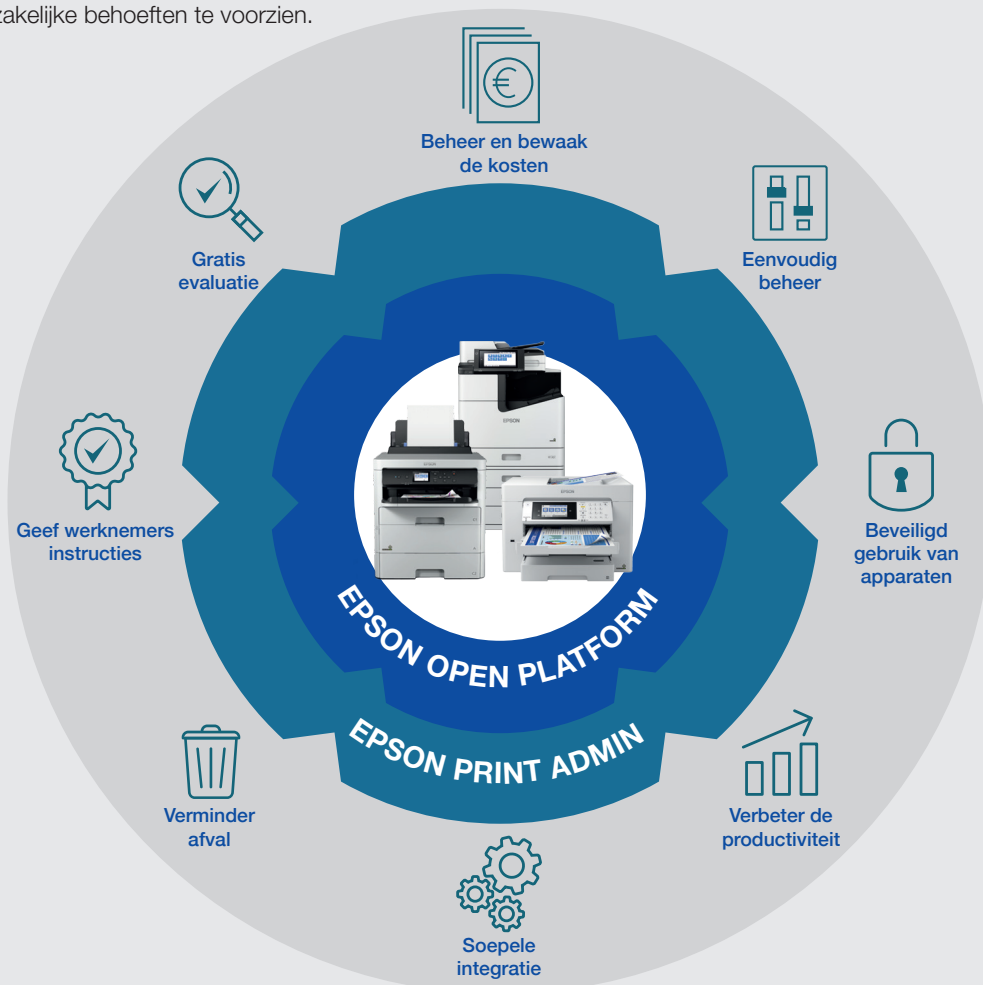 zakelijke behoeften te voorzien.
Beheer en bewaak
de kosten
Gratis
evaluatie
Eenvoudig
beheer
EPSON
Geef werknemers
instructies
Beveiligd
gebruik van
apparaten
EPSON OPEN PLATFORM
EPSON PRINT ADMIN
Verminder
afval
Verbeter de
productiviteit
Soepele
integratie